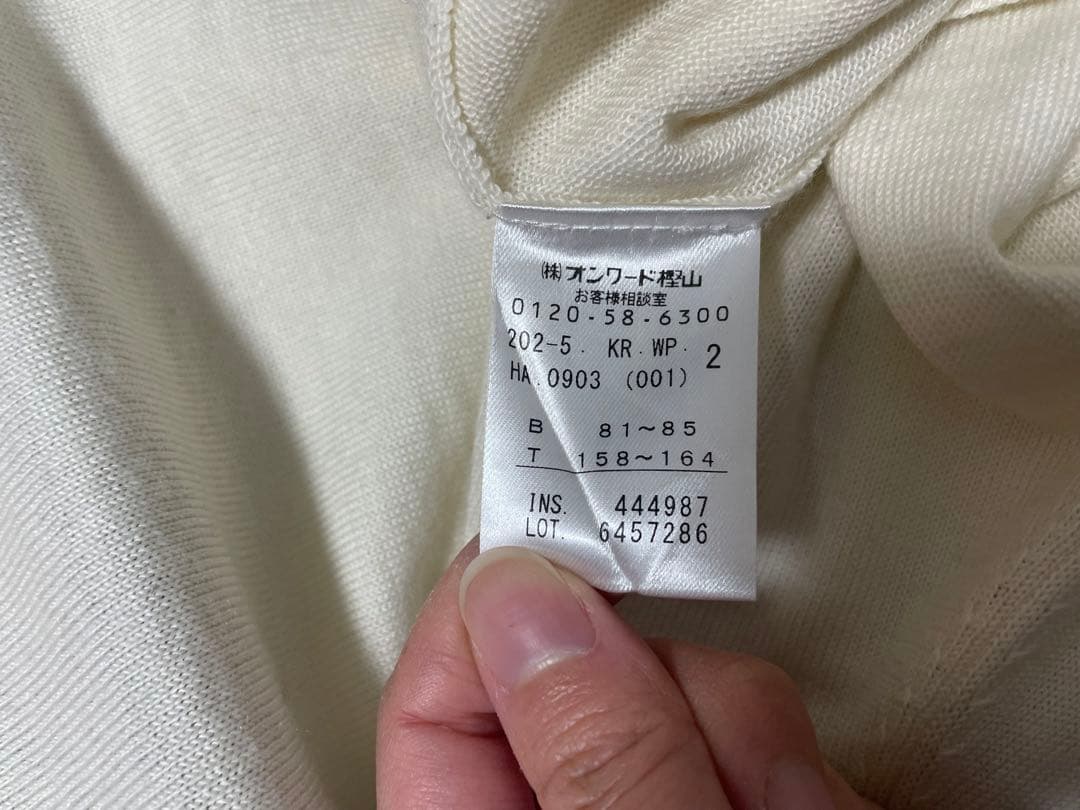 (株)オンワード樫山
お客様相談室
0120-58-6300
202-5. KR.WP. 2
HA.0903 (001)
B 81~85
T 158~164
INS. 444987
LOT. 6457286